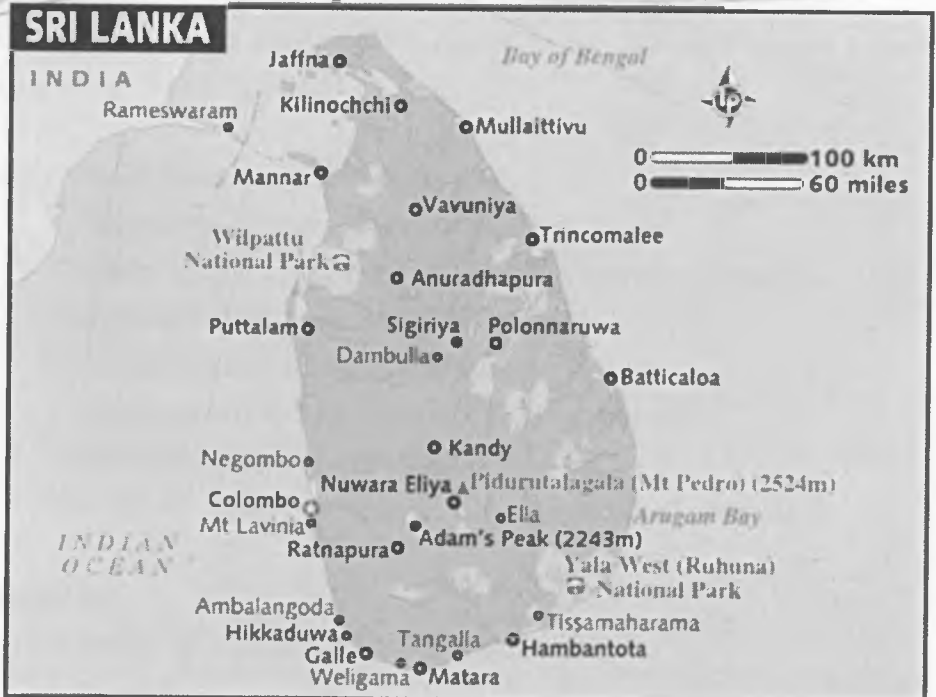 SRI LANKA
INDIA
Jaffna
Bay of Bengal
Rameswaram
Kilinochchi
Mullaittivu
0 100 km
0 60 miles
Mannar
Vavuniya
Wilpattu
National Park
Trincomalee
Anuradhapura
Puttalam
Sigiriya
Polonnaruwa
Dambulla
Batticaloa
Kandy
Negombo
Nuwara Eliya
Pidurutalagala (Mt Pedro) (2524m)
Colombo
Ella
Arugam Bay
Mt Lavinia
Adam's Peak (2243m)
INDIAN
OCEAN
Ratnapura
Yala West (Ruhuna)
National Park
Ambalangoda
Tissamaharama
Hikkaduwa
Tangalla
Hambantota
Galle
Weligama
Matara